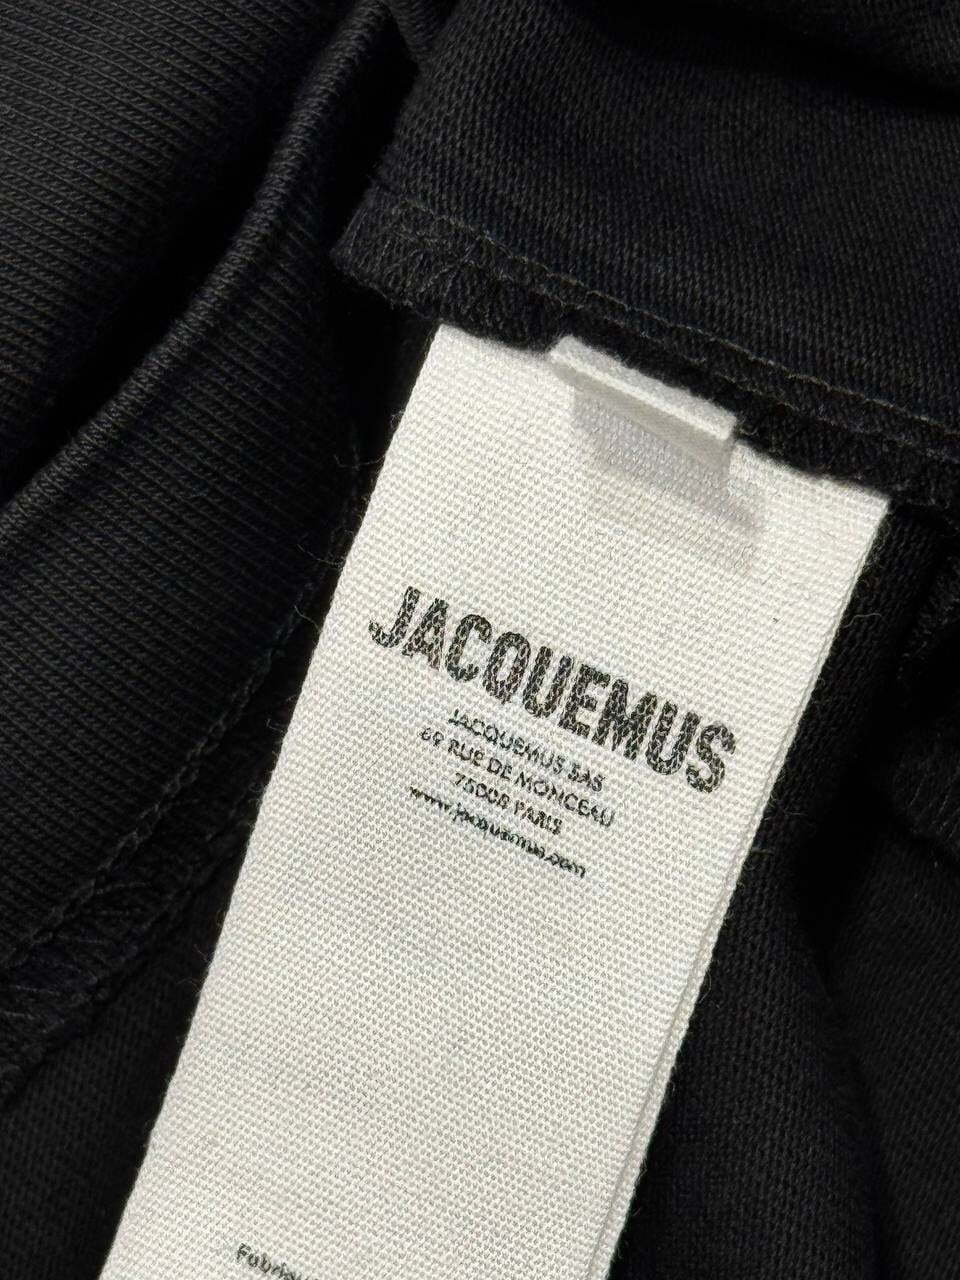 JACQUEMUS
JACQUEMUS SAS
69 RUE DE MONCEAU
75008 PARIS
www.jacquemus.com